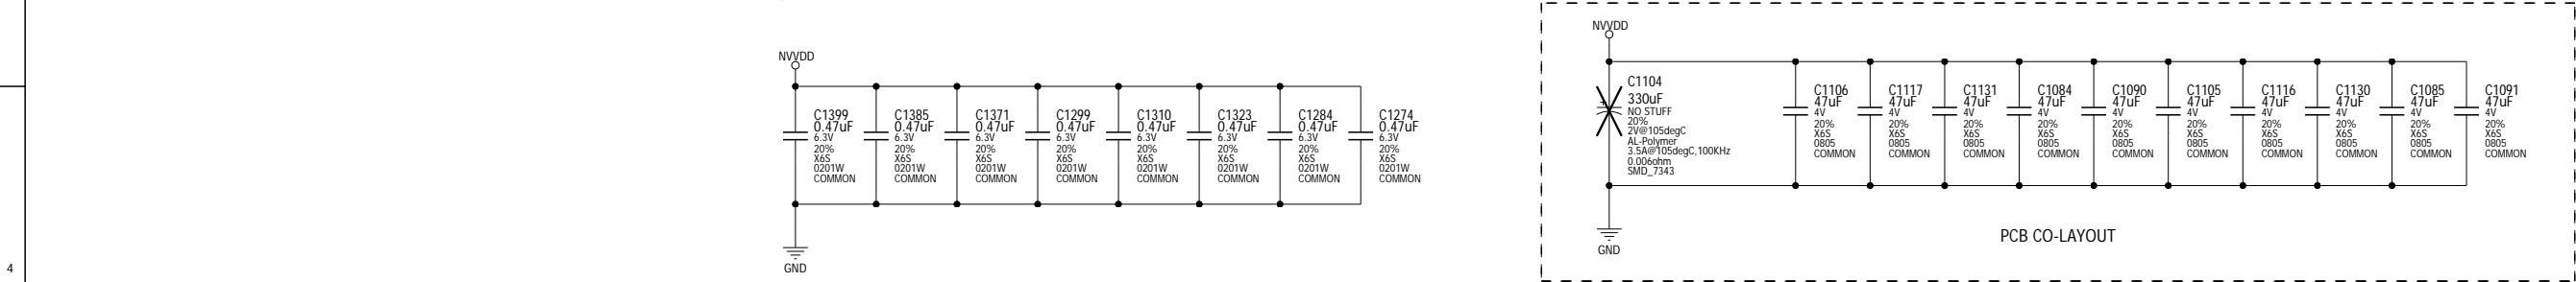 NVVDD
C1399
0.47uF
6.3V
20%
X6S
0201W
COMMON
C1385
0.47uF
6.3V
20%
X6S
0201W
COMMON
C1371
0.47uF
6.3V
20%
X6S
0201W
COMMON
C1299
0.47uF
6.3V
20%
X6S
0201W
COMMON
C1310
0.47uF
6.3V
20%
X6S
0201W
COMMON
C1323
0.47uF
6.3V
20%
X6S
0201W
COMMON
C1284
0.47uF
6.3V
20%
X6S
0201W
COMMON
C1274
0.47uF
6.3V
20%
X6S
0201W
COMMON
GND
NVVDD
C1104
330uF
NO STUFF
20%
2V@105degC
AL-Polymer
3.5A@105degC,100KHz
0.006ohm
SMD_7343
+
C1106
47uF
4V
20%
X6S
0805
COMMON
C1117
47uF
4V
20%
X6S
0805
COMMON
C1131
47uF
4V
20%
X6S
0805
COMMON
C1084
47uF
4V
20%
X6S
0805
COMMON
C1090
47uF
4V
20%
X6S
0805
COMMON
C1105
47uF
4V
20%
X6S
0805
COMMON
C1116
47uF
4V
20%
X6S
0805
COMMON
C1130
47uF
4V
20%
X6S
0805
COMMON
C1085
47uF
4V
20%
X6S
0805
COMMON
C1091
47uF
4V
20%
X6S
0805
COMMON
GND
PCB CO-LAYOUT
4